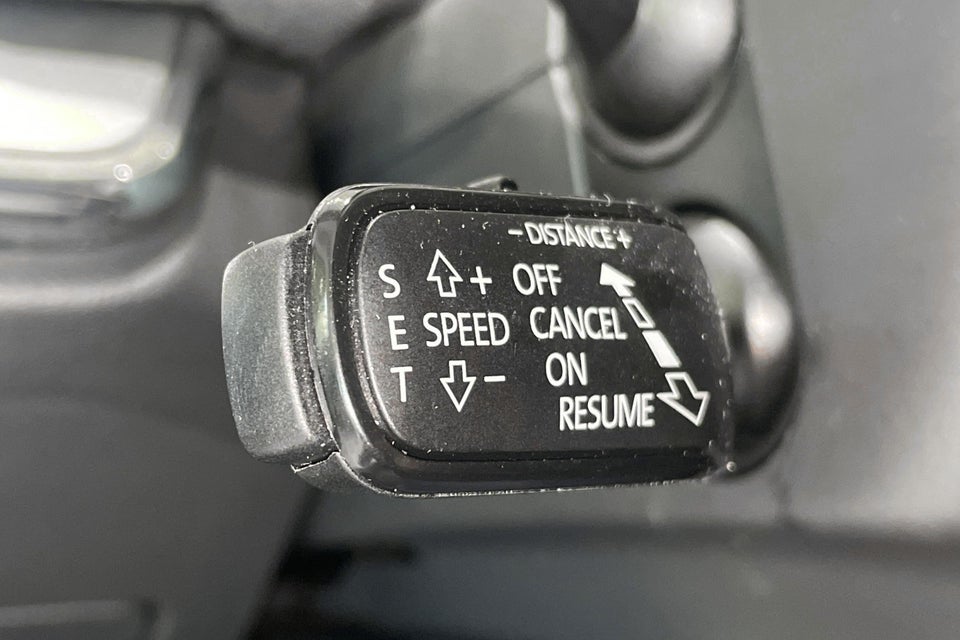 - DISTANCE +
S + OFF
E SPEED CANCEL
T - ON
RESUME